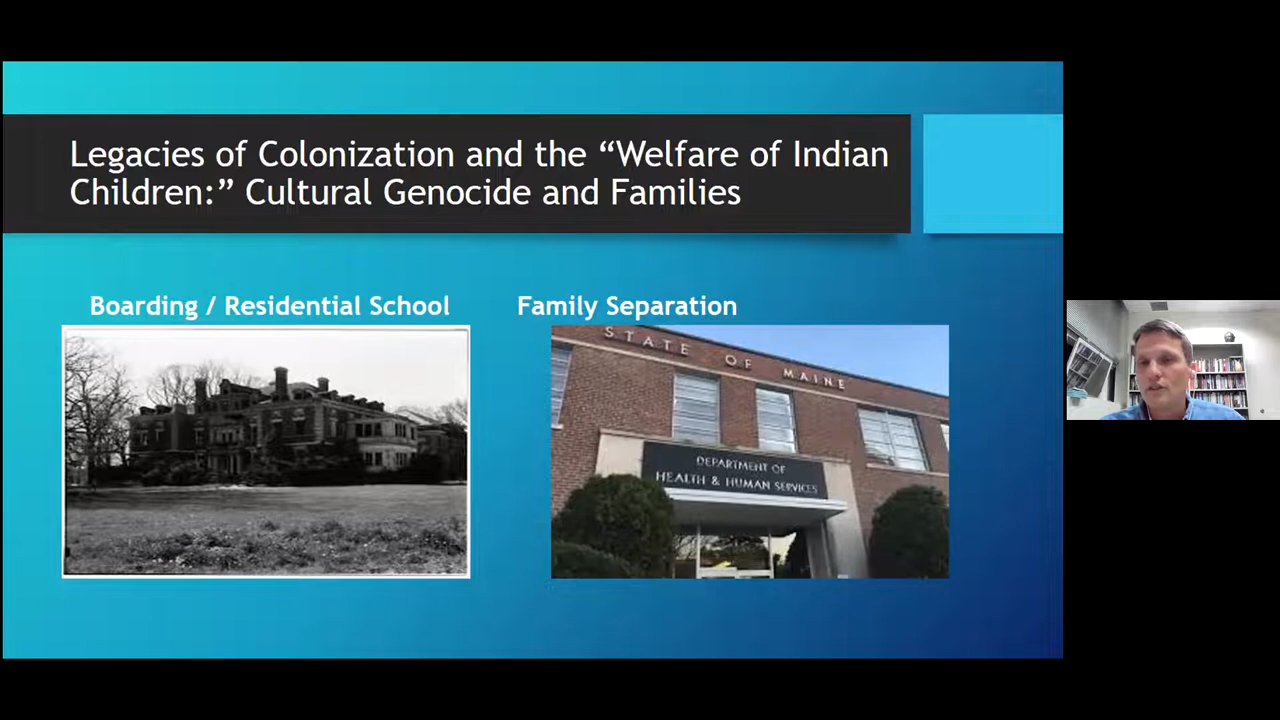 Legacies of Colonization and the “Welfare of Indian
Children:” Cultural Genocide and Families
Boarding / Residential School
Family Separation
STATE OF MAINE
DEPARTMENT OF
HEALTH & HUMAN SERVICES